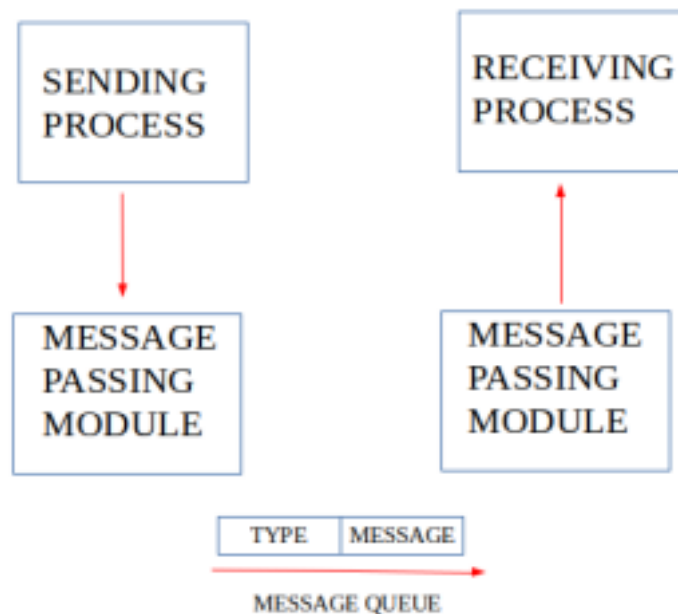 SENDING
PROCESS
RECEIVING
PROCESS
MESSAGE
PASSING
MODULE
MESSAGE
PASSING
MODULE
TYPE
MESSAGE
MESSAGE QUEUE